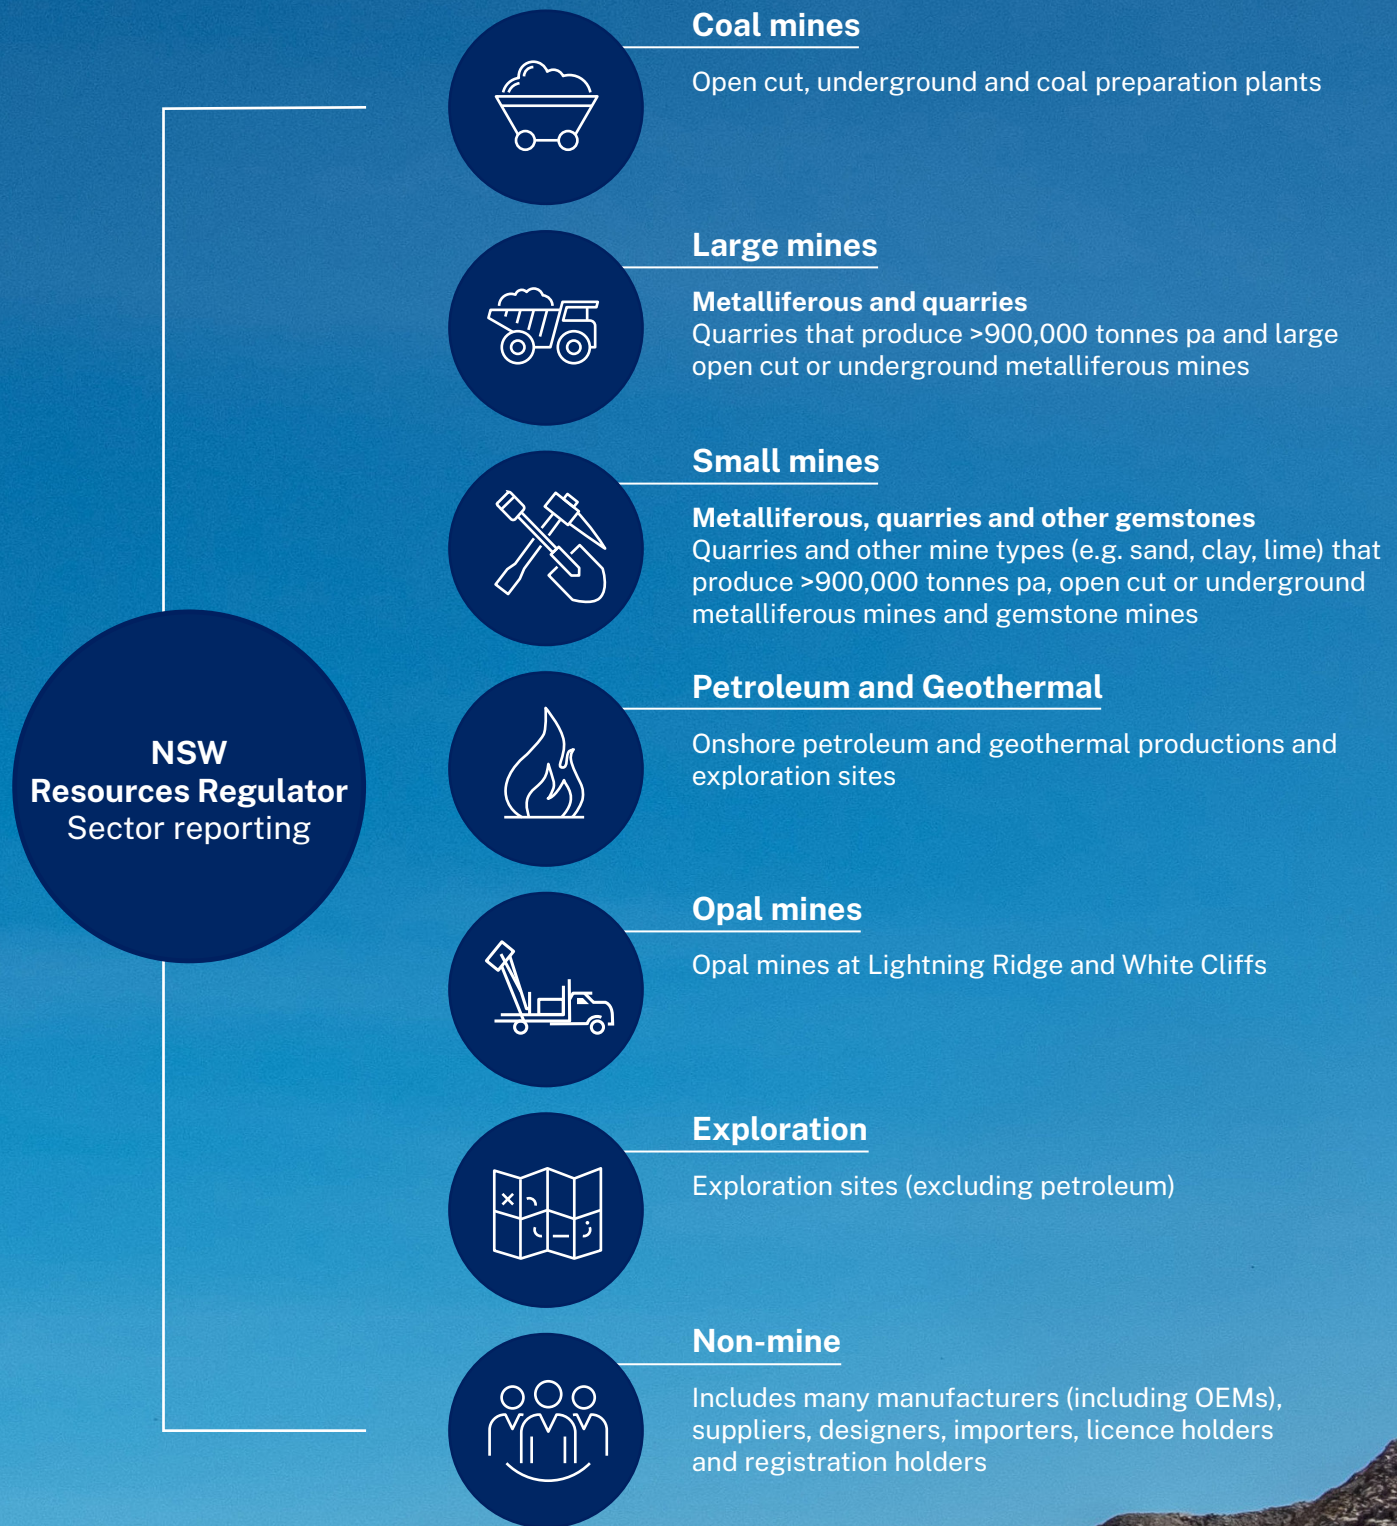 Coal mines
Open cut, underground and coal preparation plants
Large mines
Metalliferous and quarries
Quarries that produce >900,000 tonnes pa and large
open cut or underground metalliferous mines
Small mines
Metalliferous, quarries and other gemstones
Quarries and other mine types (e.g. sand, clay, lime) that
produce >900,000 tonnes pa, open cut or underground
metalliferous mines and gemstone mines
NSW
Resources Regulator
Sector reporting
Petroleum and Geothermal
Onshore petroleum and geothermal productions and
exploration sites
Opal mines
Opal mines at Lightning Ridge and White Cliffs
Exploration
Exploration sites (excluding petroleum)
Non-mine
Includes many manufacturers (including OEMs),
suppliers, designers, importers, licence holders
and registration holders